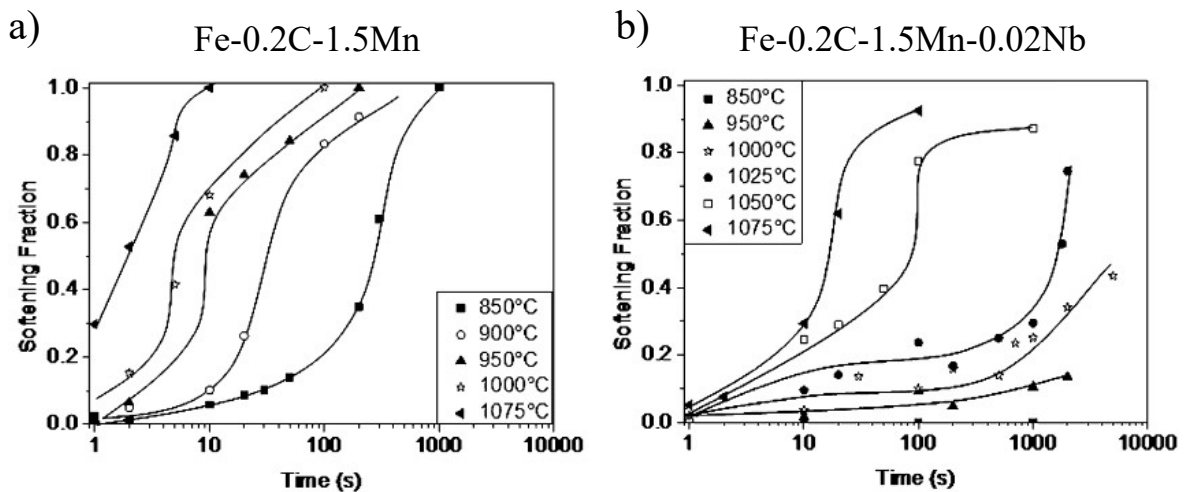 a)
Fe-0.2C-1.5Mn
1.0
0.8
0.6
0.4
0.2
0.0
Softening Fraction
850°C
900°C
950°C
1000°C
1075°C
1
10
100
1000
10000
Time (s)
b)
Fe-0.2C-1.5Mn-0.02Nb
1.0
0.8
0.6
0.4
0.2
0.0
Softening Fraction
850°C
950°C
1000°C
1025°C
1050°C
1075°C
1
10
100
1000
10000
Time (s)